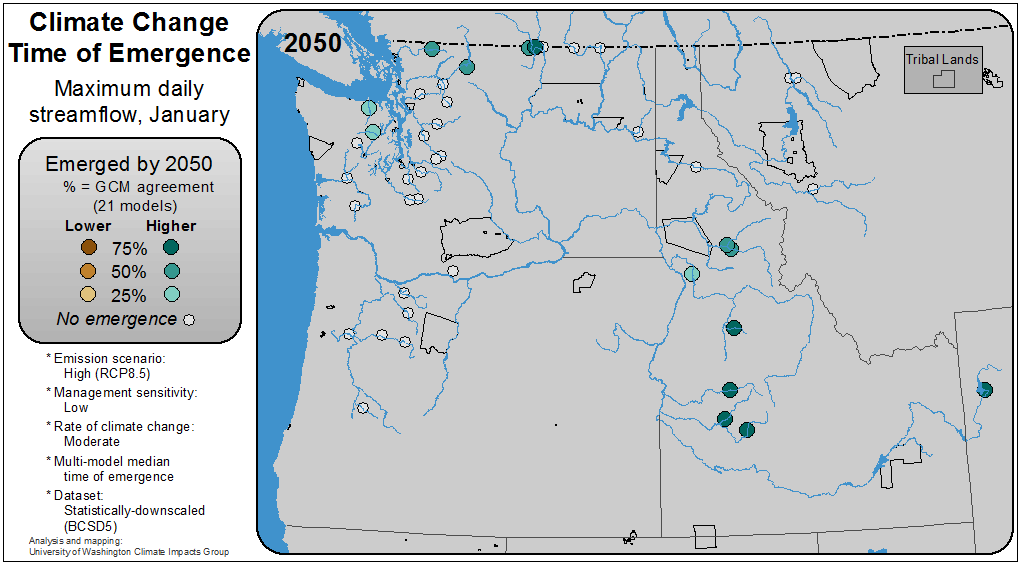 Climate Change
Time of Emergence
Maximum daily
streamflow, January
Emerged by 2050
% = GCM agreement
(21 models)
Lower Higher
75%
50%
25%
No emergence
* Emission scenario:
High (RCP8.5)
* Management sensitivity:
Low
* Rate of climate change:
Moderate
* Multi-model median
time of emergence
* Dataset:
Statistically-downscaled
(BCSD5)
Analysis and mapping:
University of Washington Climate Impacts Group
2050
Tribal Lands